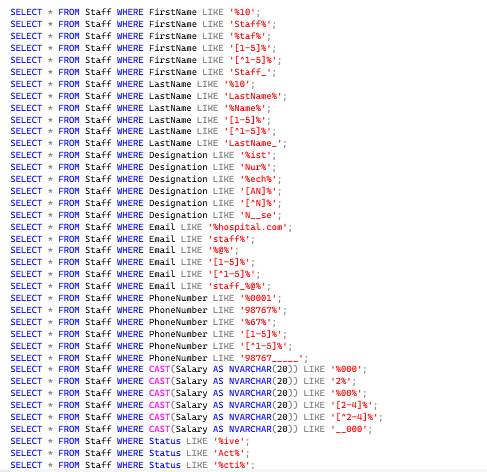 SELECT * FROM Staff WHERE FirstName LIKE '%10';
SELECT * FROM Staff WHERE FirstName LIKE 'Staff%';
SELECT * FROM Staff WHERE FirstName LIKE '%taf%';
SELECT * FROM Staff WHERE FirstName LIKE '[1-5]%';
SELECT * FROM Staff WHERE FirstName LIKE '[^1-5]%';
SELECT * FROM Staff WHERE FirstName LIKE 'Staff_';
SELECT * FROM Staff WHERE LastName LIKE '%10';
SELECT * FROM Staff WHERE LastName LIKE 'LastName%';
SELECT * FROM Staff WHERE LastName LIKE '%Name%';
SELECT * FROM Staff WHERE LastName LIKE '[1-5]%';
SELECT * FROM Staff WHERE LastName LIKE '[^1-5]%';
SELECT * FROM Staff WHERE LastName LIKE 'LastName_';
SELECT * FROM Staff WHERE Designation LIKE '%ist';
SELECT * FROM Staff WHERE Designation LIKE 'Nur%';
SELECT * FROM Staff WHERE Designation LIKE '%ech%';
SELECT * FROM Staff WHERE Designation LIKE '[AN]%';
SELECT * FROM Staff WHERE Designation LIKE '[^N]%';
SELECT * FROM Staff WHERE Designation LIKE 'N__se';
SELECT * FROM Staff WHERE Email LIKE '%hospital.com';
SELECT * FROM Staff WHERE Email LIKE 'staff%';
SELECT * FROM Staff WHERE Email LIKE '%@%';
SELECT * FROM Staff WHERE Email LIKE '[1-5]%';
SELECT * FROM Staff WHERE Email LIKE '[^1-5]%';
SELECT * FROM Staff WHERE Email LIKE 'staff_%@%';
SELECT * FROM Staff WHERE PhoneNumber LIKE '%0001';
SELECT * FROM Staff WHERE PhoneNumber LIKE '98767%';
SELECT * FROM Staff WHERE PhoneNumber LIKE '%67%';
SELECT * FROM Staff WHERE PhoneNumber LIKE '[1-5]%';
SELECT * FROM Staff WHERE PhoneNumber LIKE '[^1-5]%';
SELECT * FROM Staff WHERE PhoneNumber LIKE '98767_____';
SELECT * FROM Staff WHERE CAST(Salary AS NVARCHAR(20)) LIKE '%000';
SELECT * FROM Staff WHERE CAST(Salary AS NVARCHAR(20)) LIKE '2%';
SELECT * FROM Staff WHERE CAST(Salary AS NVARCHAR(20)) LIKE '%00%';
SELECT * FROM Staff WHERE CAST(Salary AS NVARCHAR(20)) LIKE '[2-4]%';
SELECT * FROM Staff WHERE CAST(Salary AS NVARCHAR(20)) LIKE '[^2-4]%';
SELECT * FROM Staff WHERE CAST(Salary AS NVARCHAR(20)) LIKE '__000';
SELECT * FROM Staff WHERE Status LIKE '%ive';
SELECT * FROM Staff WHERE Status LIKE 'Act%';
SELECT * FROM Staff WHERE Status LIKE '%cti%';